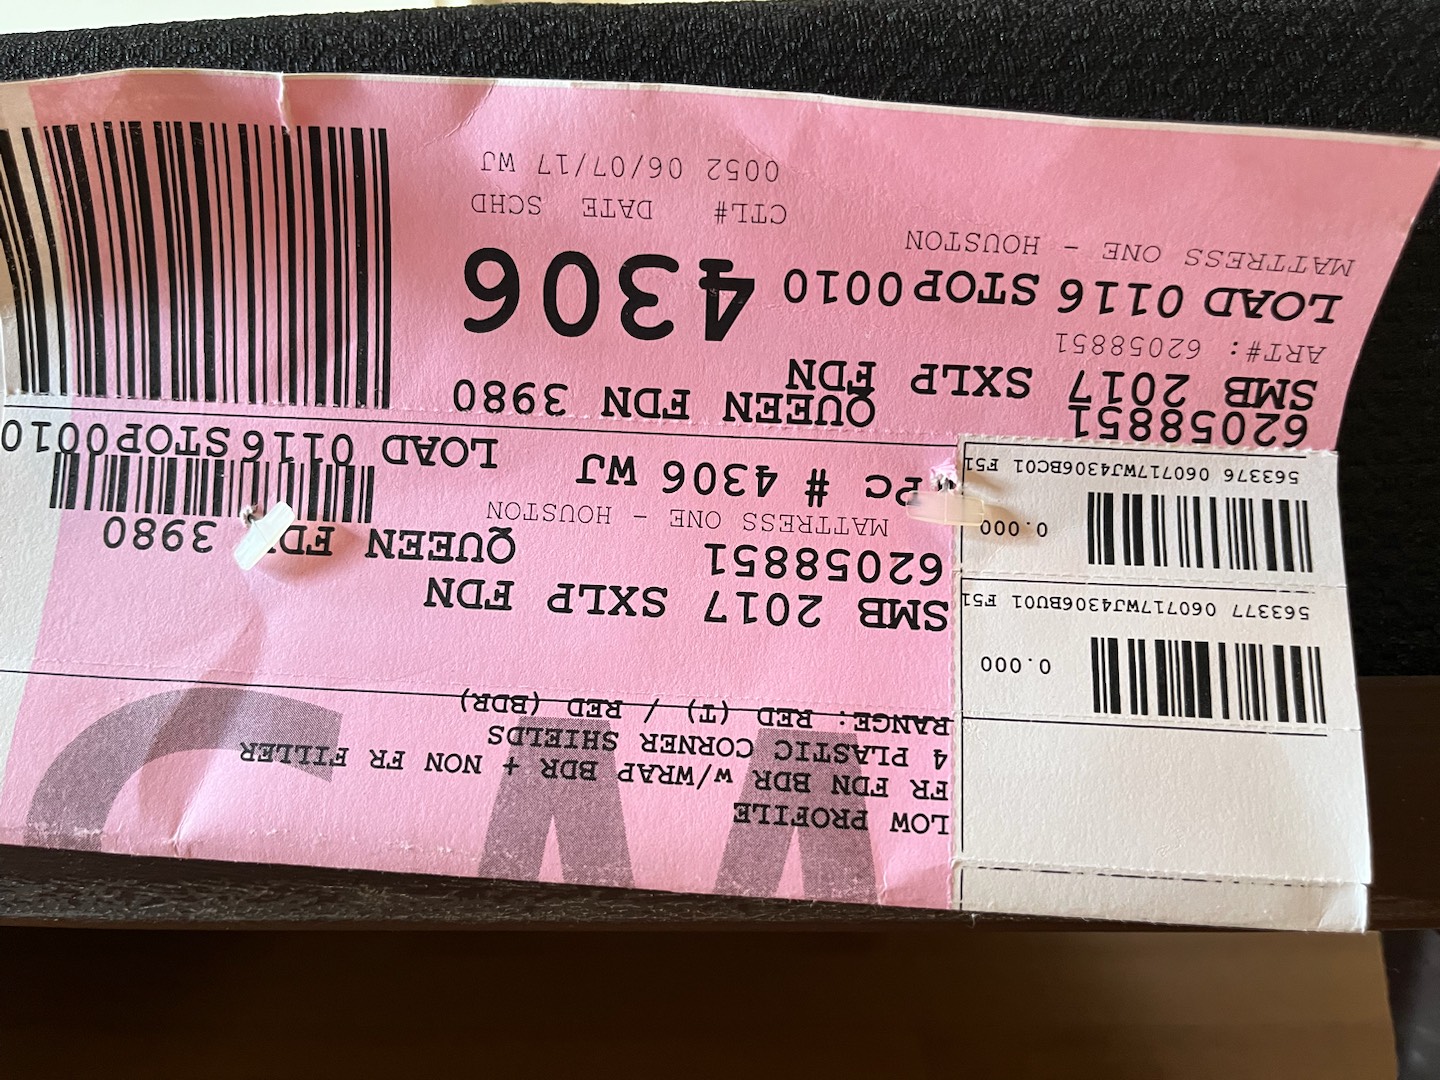 LOW PROFILE
FR FDN BDR w/WRAP BDR + NON FR FILLER
4 PLASTIC CORNER SHIELDS
RANGE: RED (T) / RED (BDR)
0.000
563377 060717WJ4306BU01 F51
SMB 2017 SXLP FDN
62058851 QUEEN FDN 3980
MATTRESS ONE - HOUSTON
Pc # 4306 WJ LOAD 0116 STOP0010
0.000
563376 060717WJ4306BC01 F51
62058851 QUEEN FDN 3980
SMB 2017 SXLP FDN
ART#: 62058851
LOAD 0116 STOP0010 4306
MATTRESS ONE - HOUSTON
CTL# DATE SCHD
0052 06/07/17 WJ